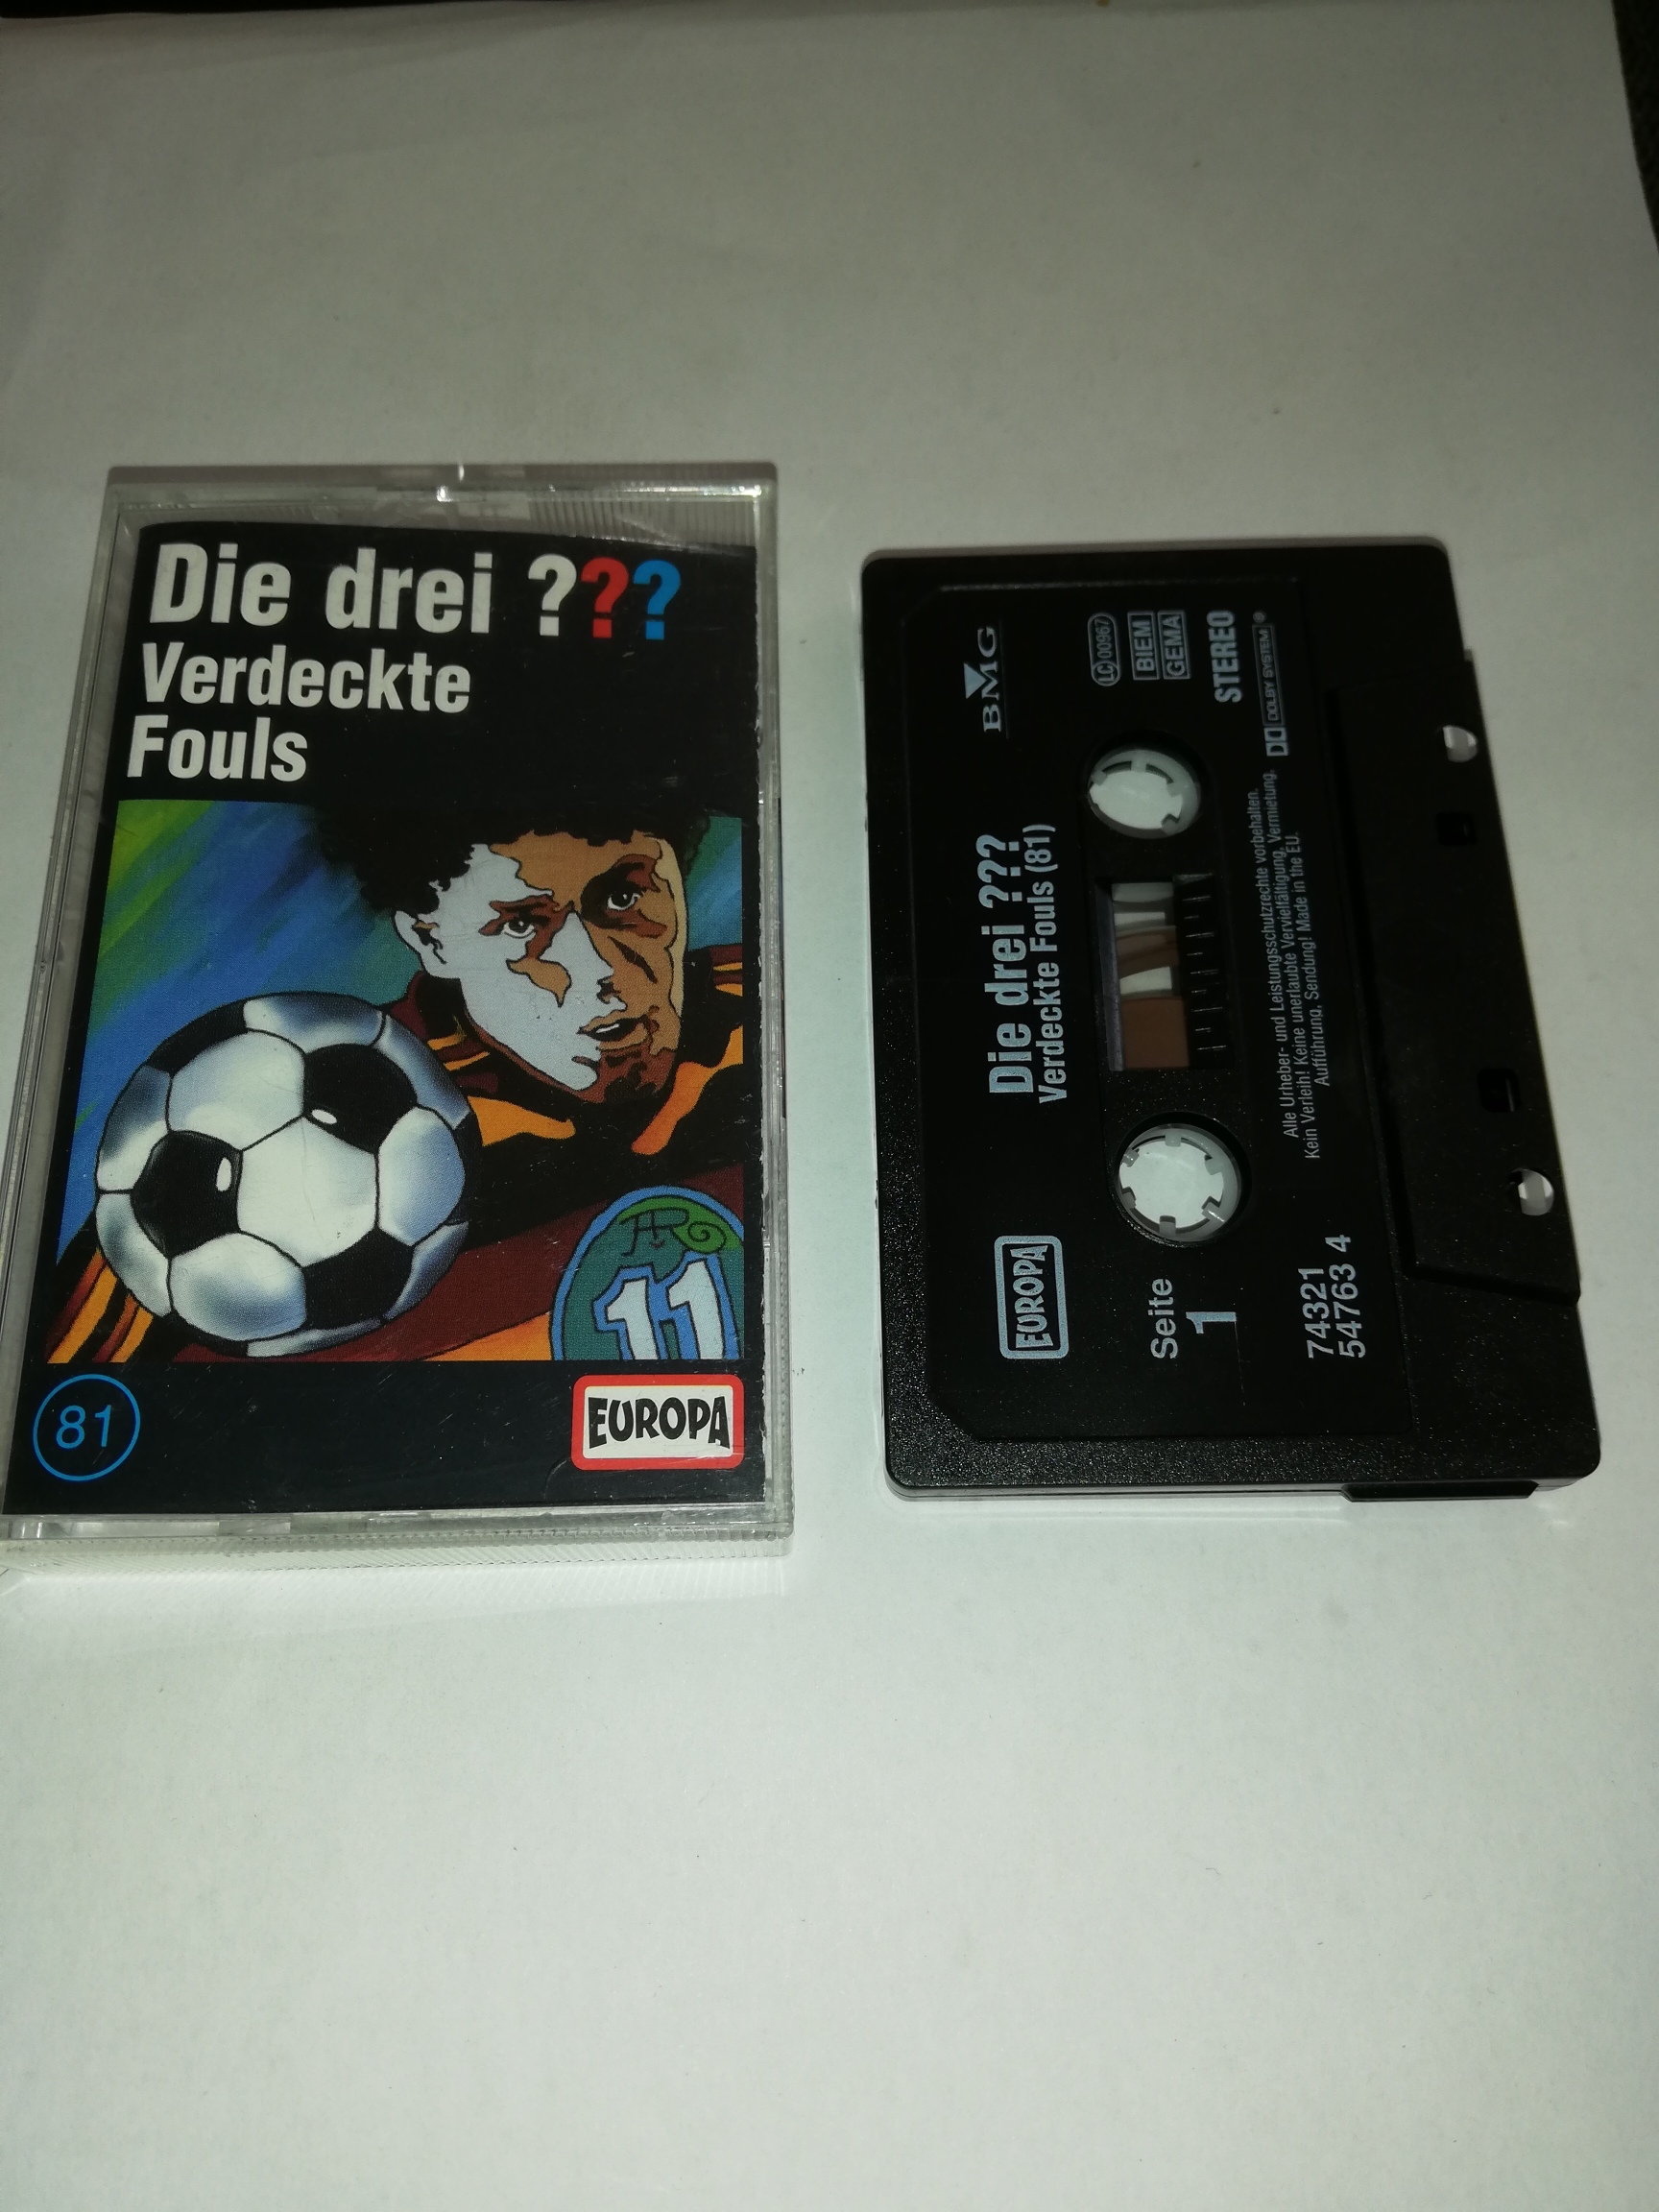 Die drei ???
Verdeckte
Fouls
11
81
EUROPA
BMG
LC 00967
BIEM
GEMA
STEREO
DOLBY SYSTEM ®
Die drei ???
Verdeckte Fouls (81)
EUROPA
Seite
1
Alle Urheber- und Leistungsschutzrechte vorbehalten.
Kein Verleih! Keine unerlaubte Vervielfältigung, Vermietung,
Aufführung, Sendung! Made in the EU.
74321
54763 4